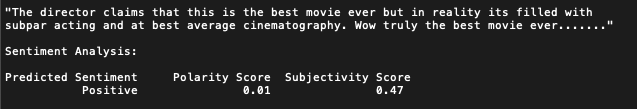 "The director claims that this is the best movie ever but in reality its filled with
subpar acting and at best average cinematography. Wow truly the best movie ever......."
Sentiment Analysis:
Predicted Sentiment Polarity Score Subjectivity Score
Positive 0.01 0.47